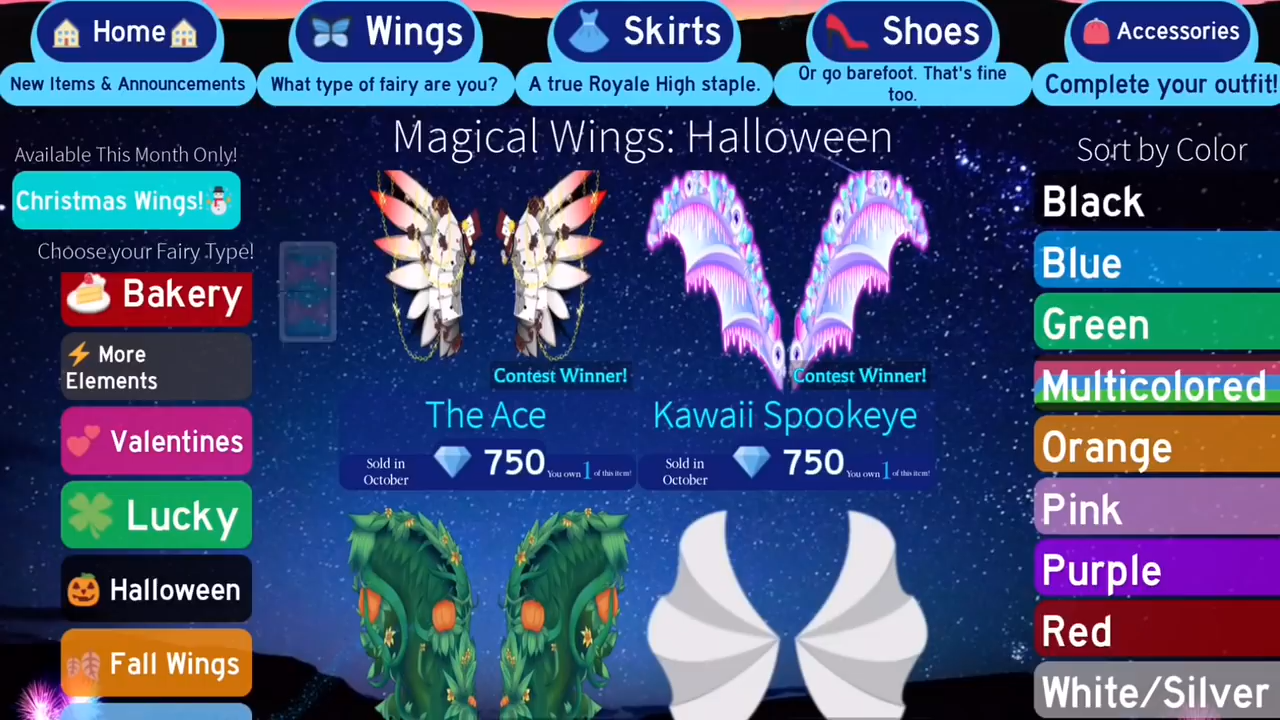 Home
Wings
Skirts
Shoes
Accessories
New Items & Announcements
What type of fairy are you?
A true Royale High staple.
Or go barefoot. That's fine
too.
Complete your outfit!
Magical Wings: Halloween
Available This Month Only!
Christmas Wings!
Choose your Fairy Type!
Bakery
More
Elements
Valentines
Lucky
Halloween
Fall Wings
Contest Winner!
The Ace
Sold in
October
750
You own 1 of this item!
Contest Winner!
Kawaii Spookeye
Sold in
October
750
You own 1 of this item!
Sort by Color
Black
Blue
Green
Multicolored
Orange
Pink
Purple
Red
White/Silver